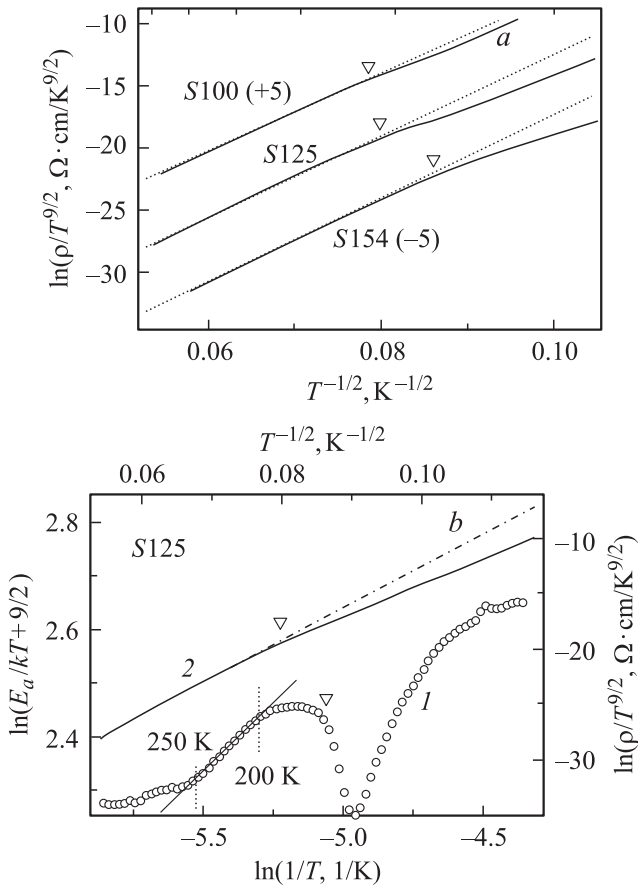 −10
−15
−20
−25
−30
ln(ρ/T^{9/2}, Ω·cm/K^{9/2})
a
S100 (+5)
S125
S154 (−5)
0.06 0.08 0.10
T^{−1/2}, K^{−1/2}
T^{−1/2}, K^{−1/2}
0.06 0.08 0.10
2.8
2.6
2.4
ln(E_a/kT+9/2)
S125
b
2
1
250 K
200 K
−10
−20
−30
ln(ρ/T^{9/2}, Ω·cm/K^{9/2})
−5.5 −5.0 −4.5
ln(1/T, 1/K)